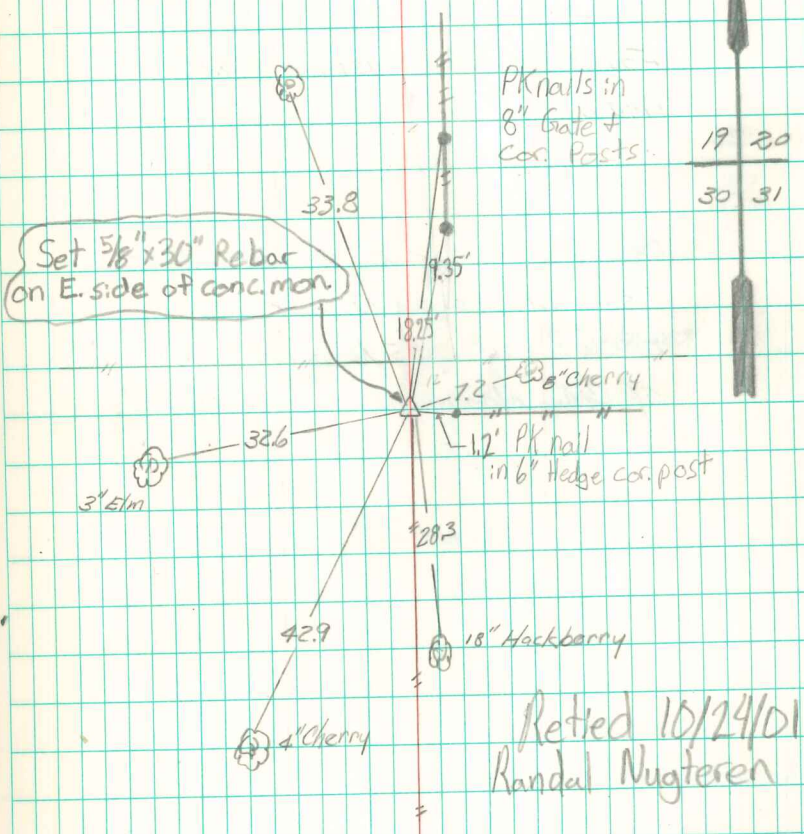 PK nails in
8" Gate &
cor. Posts
19 20
30 31
33.8
Set 5/8"x30" Rebar
on E. side of conc. mon.
9.35'
18.25'
7.2
8" Cherry
1.2' PK nail
in 6" Hedge cor. post
32.6
3" Elm
28.3
42.9
18" Hackberry
4" Cherry
Retied 10/24/01
Randal Nugteren